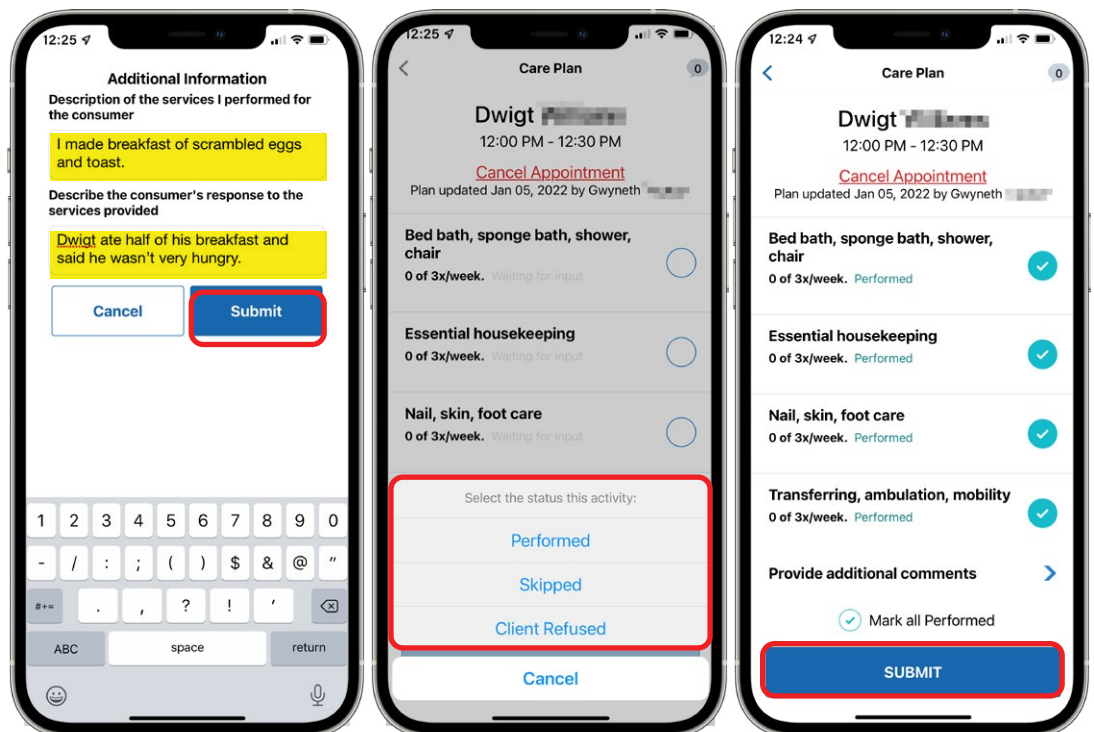 12:25
Additional Information
Description of the services I performed for
the consumer
I made breakfast of scrambled eggs
and toast.
Describe the consumer's response to the
services provided
Dwigt ate half of his breakfast and
said he wasn't very hungry.
Cancel
Submit
1 2 3 4 5 6 7 8 9 0
- / : ; ( ) $ & @ "
#+= . , ? ! '
ABC space return
12:25
Care Plan
0
Dwigt
12:00 PM - 12:30 PM
Cancel Appointment
Plan updated Jan 05, 2022 by Gwyneth
Bed bath, sponge bath, shower,
chair
0 of 3x/week. Waiting for input
Essential housekeeping
0 of 3x/week. Waiting for input
Nail, skin, foot care
0 of 3x/week. Waiting for input
Select the status this activity:
Performed
Skipped
Client Refused
Cancel
12:24
Care Plan
0
Dwigt
12:00 PM - 12:30 PM
Cancel Appointment
Plan updated Jan 05, 2022 by Gwyneth
Bed bath, sponge bath, shower,
chair
0 of 3x/week. Performed
Essential housekeeping
0 of 3x/week. Performed
Nail, skin, foot care
0 of 3x/week. Performed
Transferring, ambulation, mobility
0 of 3x/week. Performed
Provide additional comments
Mark all Performed
SUBMIT